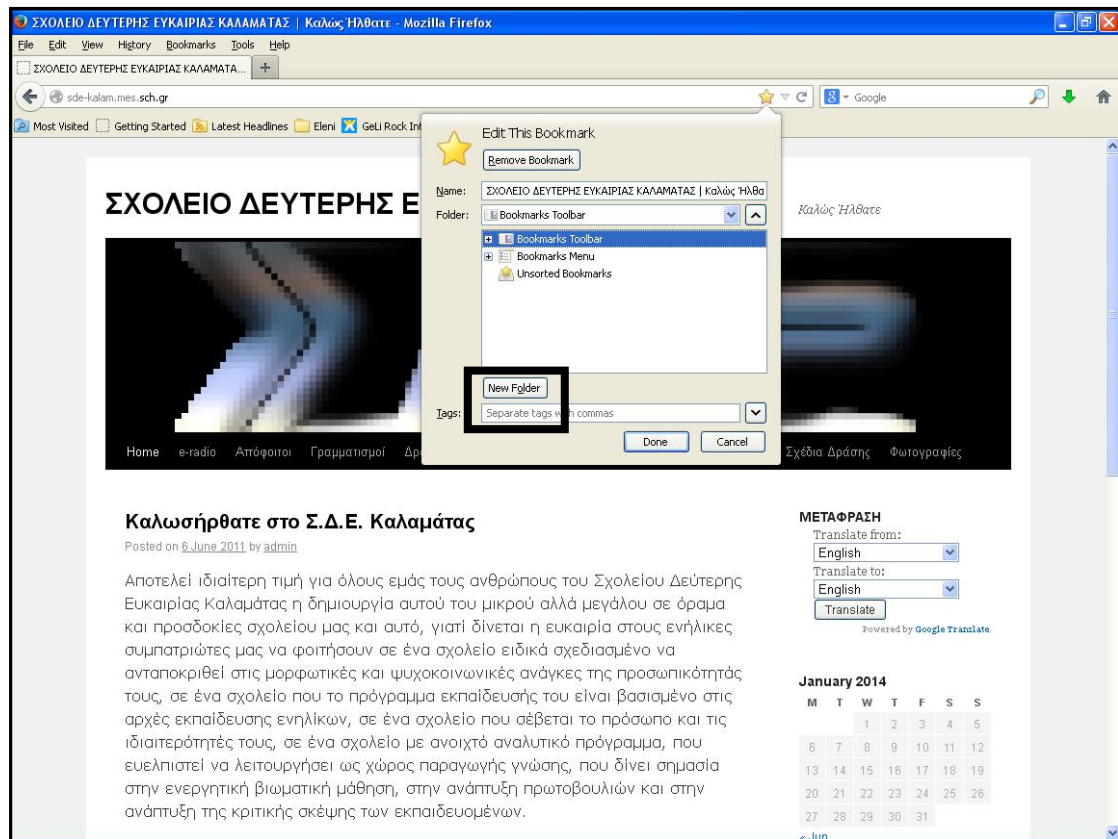 ΣΧΟΛΕΙΟ ΔΕΥΤΕΡΗΣ ΕΥΚΑΙΡΙΑΣ ΚΑΛΑΜΑΤΑΣ | Καλώς Ήλθατε - Mozilla Firefox
File Edit View History Bookmarks Tools Help
ΣΧΟΛΕΙΟ ΔΕΥΤΕΡΗΣ ΕΥΚΑΙΡΙΑΣ ΚΑΛΑΜΑΤΑ... +
sde-kalam.mes.sch.gr Google
Most Visited Getting Started Latest Headlines Eleni GeLi Rock Int
Edit This Bookmark
Remove Bookmark
Name: ΣΧΟΛΕΙΟ ΔΕΥΤΕΡΗΣ ΕΥΚΑΙΡΙΑΣ ΚΑΛΑΜΑΤΑΣ | Καλώς Ήλθα
Folder: Bookmarks Toolbar
Bookmarks Toolbar
Bookmarks Menu
Unsorted Bookmarks
New Folder
Tags: Separate tags with commas
Done Cancel
ΣΧΟΛΕΙΟ ΔΕΥΤΕΡΗΣ Ε
Καλώς Ήλθατε
Home e-radio Απόφοιτοι Γραμματισμοί Δρ Σχέδια Δράσης Φωτογραφίες
Καλωσήρθατε στο Σ.Δ.Ε. Καλαμάτας
Posted on 6 June 2011 by admin
Αποτελεί ιδιαίτερη τιμή για όλους εμάς τους ανθρώπους του Σχολείου Δεύτερης
Ευκαιρίας Καλαμάτας η δημιουργία αυτού του μικρού αλλά μεγάλου σε όραμα
και προσδοκίες σχολείου μας και αυτό, γιατί δίνεται η ευκαιρία στους ενήλικες
συμπατριώτες μας να φοιτήσουν σε ένα σχολείο ειδικά σχεδιασμένο να
ανταποκριθεί στις μορφωτικές και ψυχοκοινωνικές ανάγκες της προσωπικότητάς
τους, σε ένα σχολείο που το πρόγραμμα εκπαίδευσής του είναι βασισμένο στις
αρχές εκπαίδευσης ενηλίκων, σε ένα σχολείο που σέβεται το πρόσωπο και τις
ιδιαιτερότητές τους, σε ένα σχολείο με ανοιχτό αναλυτικό πρόγραμμα, που
ευελπιστεί να λειτουργήσει ως χώρος παραγωγής γνώσης, που δίνει σημασία
στην ενεργητική βιωματική μάθηση, στην ανάπτυξη πρωτοβουλιών και στην
ανάπτυξη της κριτικής σκέψης των εκπαιδευομένων.
ΜΕΤΑΦΡΑΣΗ
Translate from:
English
Translate to:
English
Translate
Powered by Google Translate.
January 2014
M T W T F S S
1 2 3 4 5
6 7 8 9 10 11 12
13 14 15 16 17 18 19
20 21 22 23 24 25 26
27 28 29 30 31
« Jun